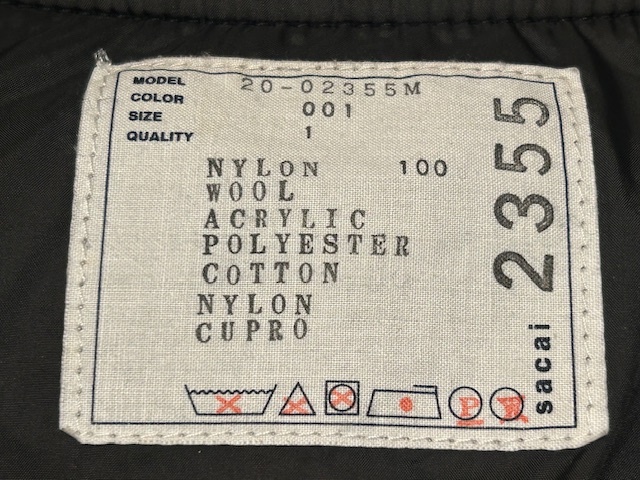 MODEL 20-02355M
COLOR 001
SIZE 1
QUALITY
NYLON 100
WOOL
ACRYLIC
POLYESTER
COTTON
NYLON
CUPRO
P
sacai 2355